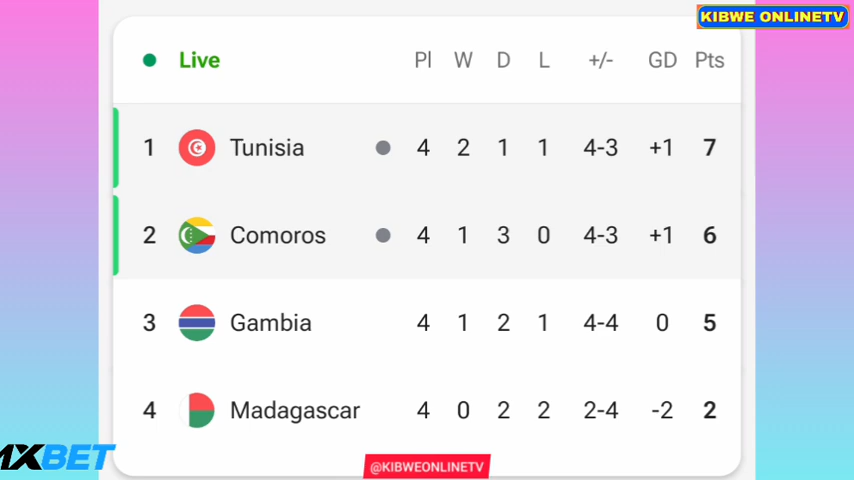 KIBWE ONLINETV
Live Pl W D L +/- GD Pts
1 Tunisia 4 2 1 1 4-3 +1 7
2 Comoros 4 1 3 0 4-3 +1 6
3 Gambia 4 1 2 1 4-4 0 5
4 Madagascar 4 0 2 2 2-4 -2 2
XBET
@KIBWEONLINETV